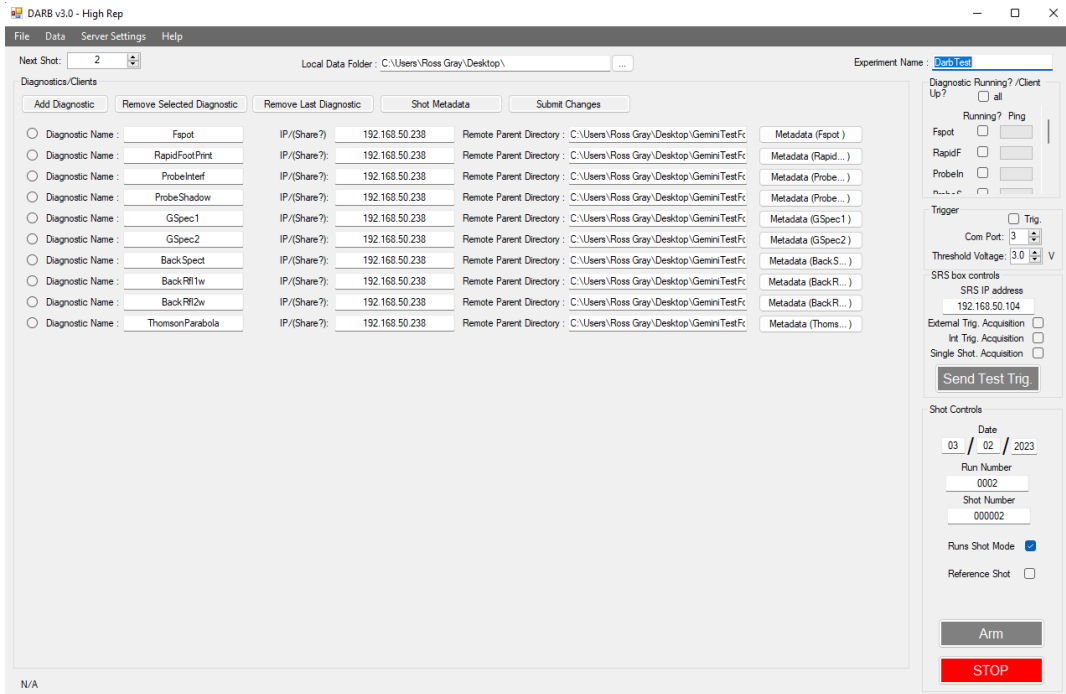 DARB v3.0 - High Rep
File Data Server Settings Help
Next Shot: 2 Local Data Folder : C:\Users\Ross Gray\Desktop\ ... Experiment Name : DarbTest
Diagnostics/Clients
Add Diagnostic Remove Selected Diagnostic Remove Last Diagnostic Shot Metadata Submit Changes
Diagnostic Name : Fspot IP/(Share?) 192.168.50.238 Remote Parent Directory : C:\Users\Ross Gray\Desktop\GeminiTestFc Metadata (Fspot )
Diagnostic Name : RapidFootPrint IP/(Share?): 192.168.50.238 Remote Parent Directory : C:\Users\Ross Gray\Desktop\GeminiTestFc Metadata (Rapid... )
Diagnostic Name : ProbeInterf IP/(Share?): 192.168.50.238 Remote Parent Directory : C:\Users\Ross Gray\Desktop\GeminiTestFc Metadata (Probe... )
Diagnostic Name : ProbeShadow IP/(Share?): 192.168.50.238 Remote Parent Directory : C:\Users\Ross Gray\Desktop\GeminiTestFc Metadata (Probe... )
Diagnostic Name : GSpec1 IP/(Share?): 192.168.50.238 Remote Parent Directory : C:\Users\Ross Gray\Desktop\GeminiTestFc Metadata (GSpec1 )
Diagnostic Name : GSpec2 IP/(Share?): 192.168.50.238 Remote Parent Directory : C:\Users\Ross Gray\Desktop\GeminiTestFc Metadata (GSpec2 )
Diagnostic Name : BackSpect IP/(Share?): 192.168.50.238 Remote Parent Directory : C:\Users\Ross Gray\Desktop\GeminiTestFc Metadata (BackS... )
Diagnostic Name : BackRfl1w IP/(Share?): 192.168.50.238 Remote Parent Directory : C:\Users\Ross Gray\Desktop\GeminiTestFc Metadata (BackR... )
Diagnostic Name : BackRfl2w IP/(Share?): 192.168.50.238 Remote Parent Directory : C:\Users\Ross Gray\Desktop\GeminiTestFc Metadata (BackR... )
Diagnostic Name : ThomsonParabola IP/(Share?): 192.168.50.238 Remote Parent Directory : C:\Users\Ross Gray\Desktop\GeminiTestFc Metadata (Thoms... )
Diagnostic Running? /Client
Up? all
Running? Ping
Fspot
RapidF
ProbeIn
Trigger
Trig.
Com Port: 3
Threshold Voltage: 3.0 V
SRS box controls
SRS IP address
192.168.50.104
External Trig. Acquisition
Int Trig. Acquisition
Single Shot. Acquisition
Send Test Trig.
Shot Controls
Date
03 / 02 / 2023
Run Number
0002
Shot Number
000002
Runs Shot Mode
Reference Shot
Arm
STOP
N/A